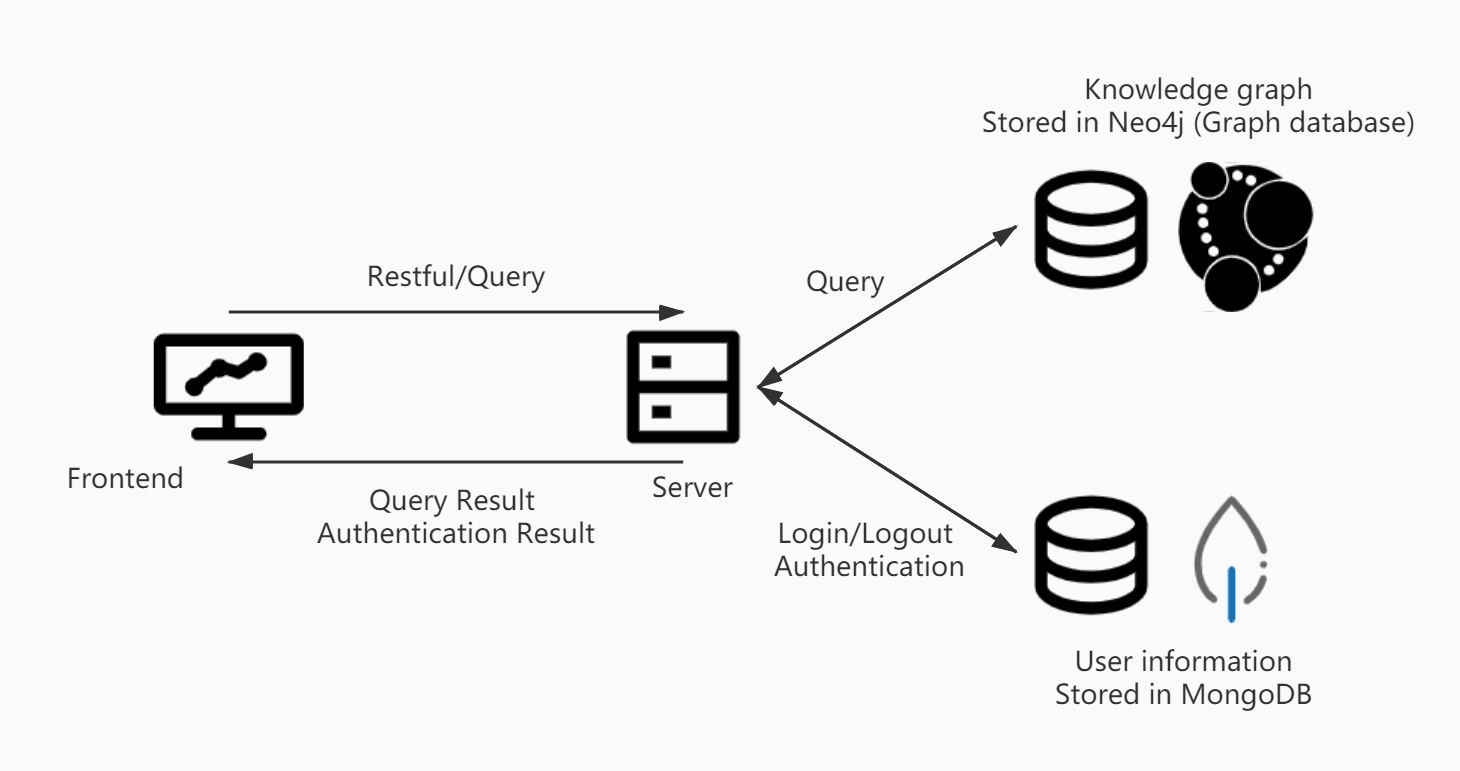 Knowledge graph
Stored in Neo4j (Graph database)
Restful/Query
Query
Frontend
Server
Query Result
Authentication Result
Login/Logout
Authentication
User information
Stored in MongoDB